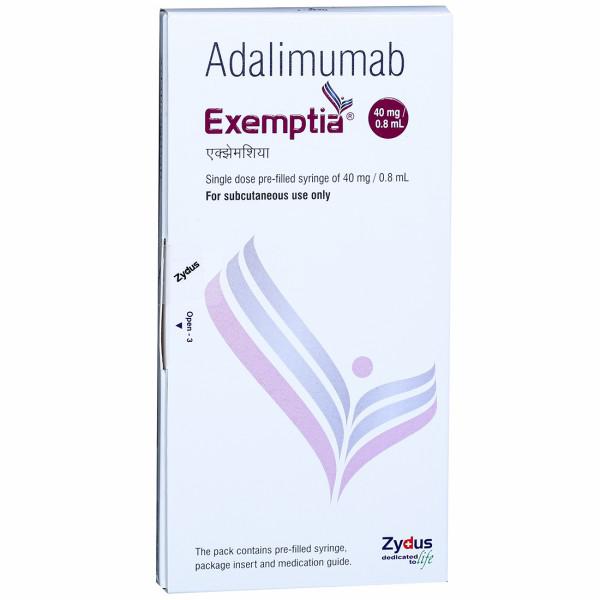 Adalimumab
Exemptia®
40 mg /
0.8 mL
एक्झेमशिया
Single dose pre-filled syringe of 40 mg / 0.8 mL
For subcutaneous use only
Zydus
Open - 3
The pack contains pre-filled syringe,
package insert and medication guide.
Zydus
dedicated
to life